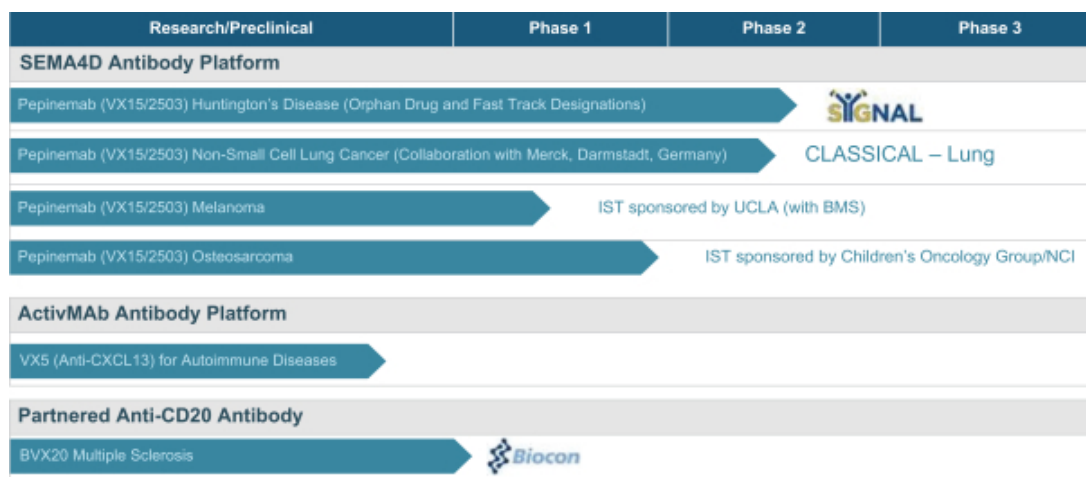 Research/Preclinical Phase 1 Phase 2 Phase 3
SEMA4D Antibody Platform
Pepinemab (VX15/2503) Huntington's Disease (Orphan Drug and Fast Track Designations) SIGNAL
Pepinemab (VX15/2503) Non-Small Cell Lung Cancer (Collaboration with Merck, Darmstadt, Germany) CLASSICAL – Lung
Pepinemab (VX15/2503) Melanoma IST sponsored by UCLA (with BMS)
Pepinemab (VX15/2503) Osteosarcoma IST sponsored by Children's Oncology Group/NCI
ActivMAb Antibody Platform
VX5 (Anti-CXCL13) for Autoimmune Diseases
Partnered Anti-CD20 Antibody
BVX20 Multiple Sclerosis Biocon